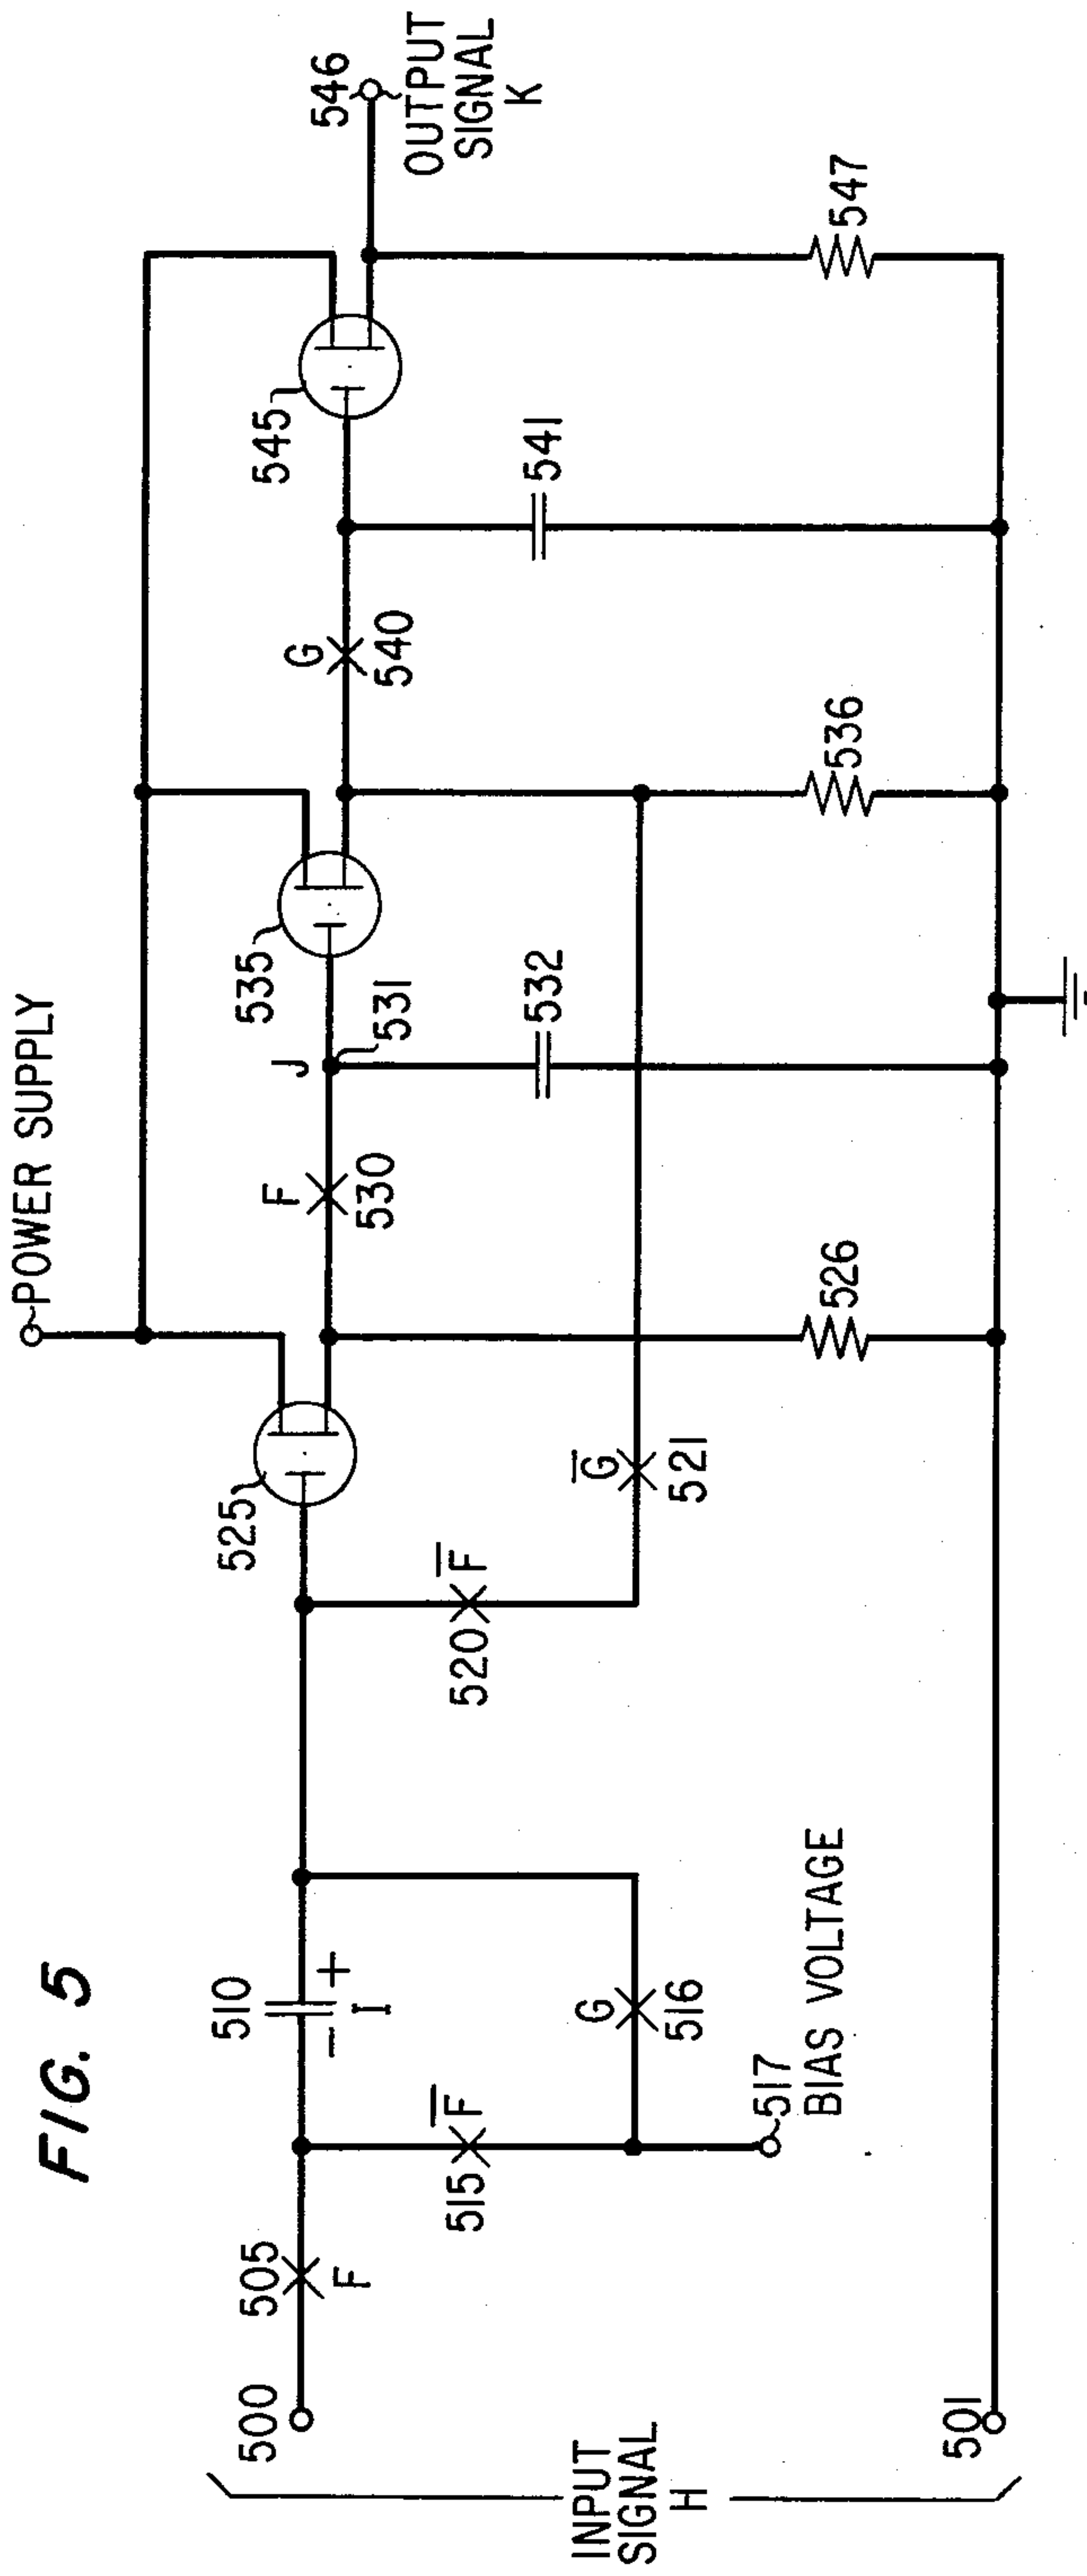 FIG. 5
POWER SUPPLY
INPUT
SIGNAL
H
500
501
505
F
510
-
+
I
515
F̅
G
516
517
BIAS VOLTAGE
520
F̅
G̅
521
525
526
F
530
J
531
532
535
536
G
540
541
545
546
OUTPUT
SIGNAL
K
547